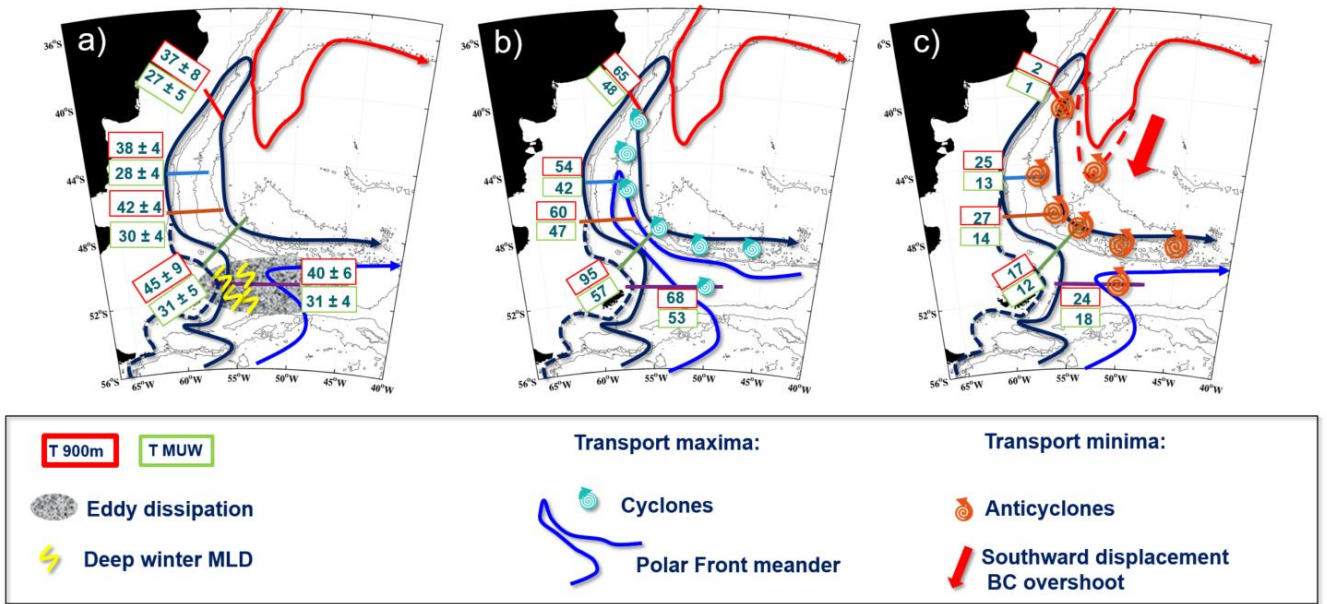 a)
36°S
40°S
44°S
48°S
52°S
56°S
65°W
60°W
55°W
50°W
45°W
40°W
37 ± 8
27 ± 5
38 ± 4
28 ± 4
42 ± 4
30 ± 4
45 ± 9
31 ± 5
40 ± 6
31 ± 4
b)
36°S
40°S
44°S
48°S
52°S
56°S
65°W
60°W
55°W
50°W
45°W
40°W
65
48
54
42
60
47
95
57
68
53
c)
6°S
40°S
44°S
48°S
52°S
56°S
65°W
60°W
55°W
50°W
45°W
40°W
2
1
25
13
27
14
17
12
24
18
T 900m
T MUW
Eddy dissipation
Deep winter MLD
Transport maxima:
Cyclones
Polar Front meander
Transport minima:
Anticyclones
Southward displacement
BC overshoot